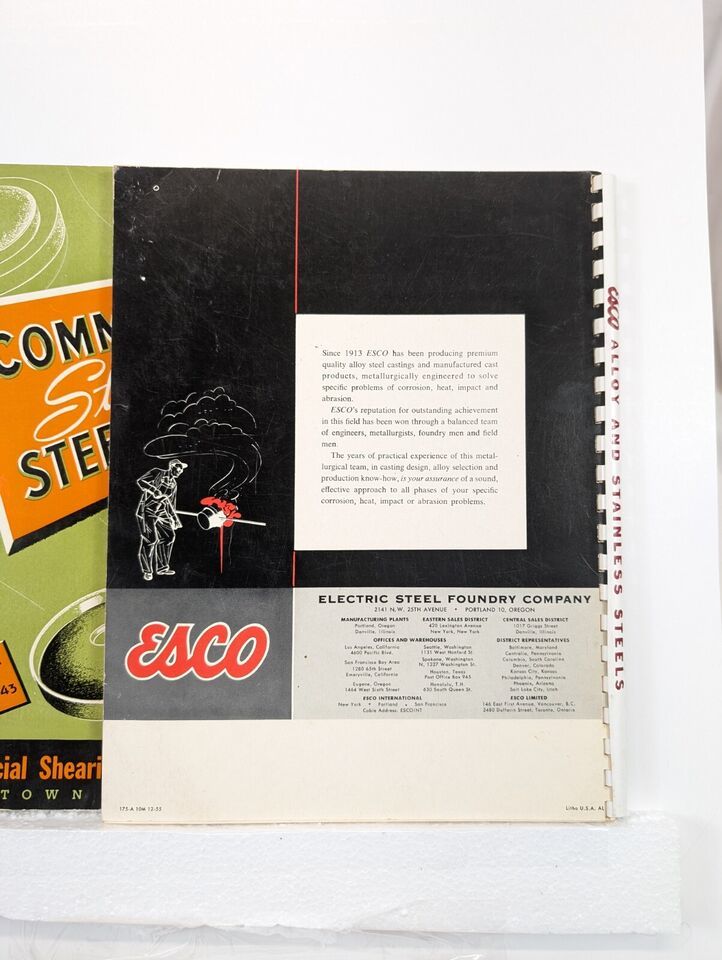 COMM
St
STEE
43
cial Sheari
TOWN
Since 1913 ESCO has been producing premium
quality alloy steel castings and manufactured cast
products, metallurgically engineered to solve
specific problems of corrosion, heat, impact and
abrasion.
ESCO's reputation for outstanding achievement
in this field has been won through a balanced team
of engineers, metallurgists, foundry men and field
men.
The years of practical experience of this metal-
lurgical team, in casting design, alloy selection and
production know-how, is your assurance of a sound,
effective approach to all phases of your specific
corrosion, heat, impact or abrasion problems.
ESCO
ELECTRIC STEEL FOUNDRY COMPANY
2141 N.W. 25TH AVENUE • PORTLAND 10, OREGON
MANUFACTURING PLANTS
Portland, Oregon
Danville, Illinois
EASTERN SALES DISTRICT
420 Lexington Avenue
New York, New York
CENTRAL SALES DISTRICT
1017 Griggs Street
Danville, Illinois
OFFICES AND WAREHOUSES
Los Angeles, California
4600 Pacific Blvd.
San Francisco Bay Area
1280 65th Street
Emeryville, California
Eugene, Oregon
1464 West Sixth Street
Seattle, Washington
1131 West Hanford St.
Spokane, Washington
N. 1327 Washington St.
Houston, Texas
Post Office Box 945
Honolulu, T.H.
630 South Queen St.
DISTRICT REPRESENTATIVES
Baltimore, Maryland
Centralia, Pennsylvania
Columbia, South Carolina
Denver, Colorado
Kansas City, Kansas
Philadelphia, Pennsylvania
Phoenix, Arizona
Salt Lake City, Utah
ESCO INTERNATIONAL
New York • Portland • San Francisco
Cable Address: ESCOINT
ESCO LIMITED
146 East First Avenue, Vancouver, B.C.
2480 Dufferin Street, Toronto, Ontario
175-A 10M 12-55
Litho U.S.A. AL
ESCO ALLOY AND STAINLESS STEELS